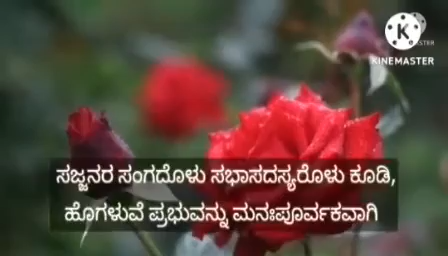 K
KINEMASTER
ಸಜ್ಜನರ ಸಂಗದೊಳು ಸಭಾಸದಸ್ಯರೊಳು ಕೂಡಿ,
ಹೊಗಳುವೆ ಪ್ರಭುವನ್ನು ಮನಃಪೂರ್ವಕವಾಗಿ